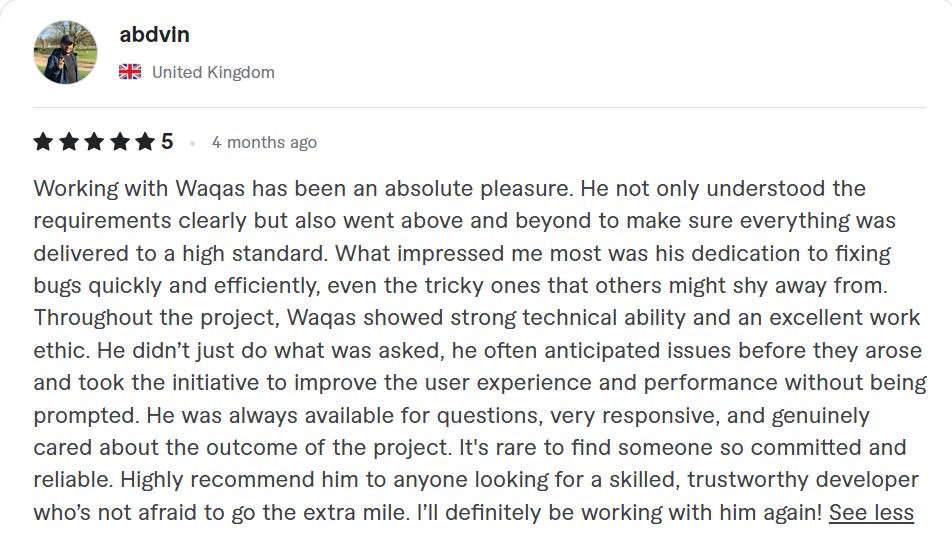 abdvin
United Kingdom
5 • 4 months ago
Working with Waqas has been an absolute pleasure. He not only understood the
requirements clearly but also went above and beyond to make sure everything was
delivered to a high standard. What impressed me most was his dedication to fixing
bugs quickly and efficiently, even the tricky ones that others might shy away from.
Throughout the project, Waqas showed strong technical ability and an excellent work
ethic. He didn’t just do what was asked, he often anticipated issues before they arose
and took the initiative to improve the user experience and performance without being
prompted. He was always available for questions, very responsive, and genuinely
cared about the outcome of the project. It's rare to find someone so committed and
reliable. Highly recommend him to anyone looking for a skilled, trustworthy developer
who’s not afraid to go the extra mile. I’ll definitely be working with him again! See less